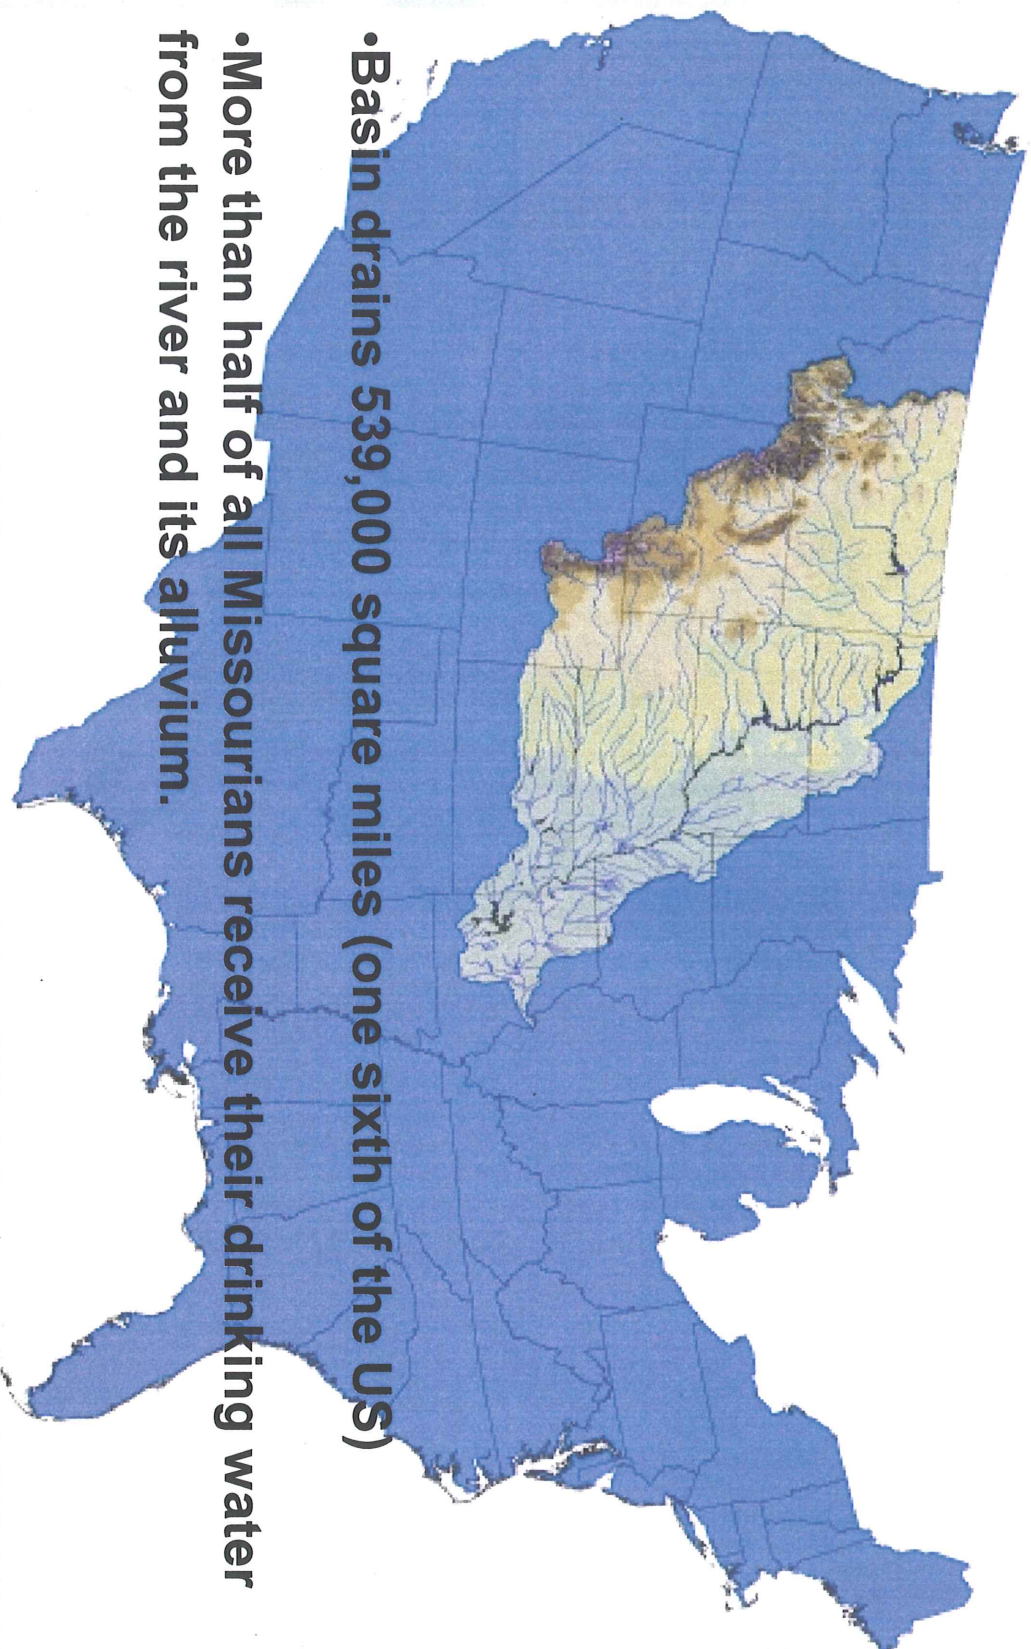 •Basin drains 539,000 square miles (one sixth of the US)
•More than half of all Missourians receive their drinking water
from the river and its alluvium.